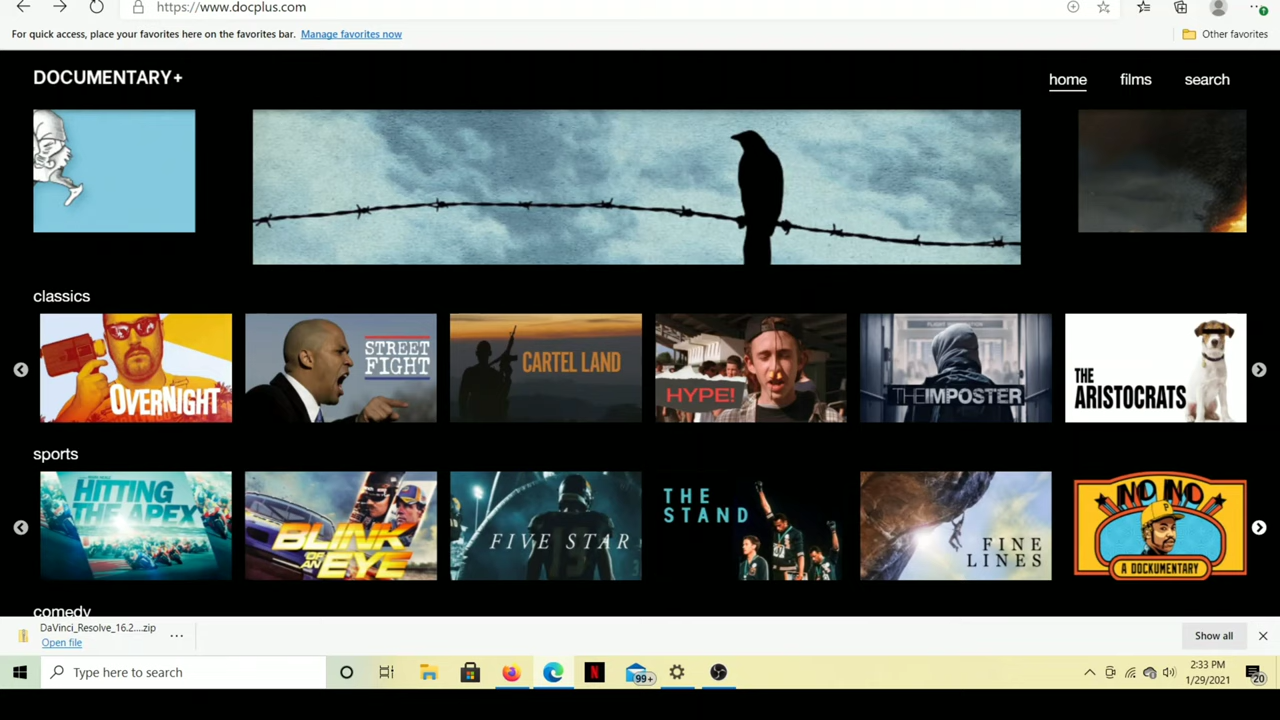 https://www.docplus.com
For quick access, place your favorites here on the favorites bar. Manage favorites now
Other favorites
DOCUMENTARY+
home
films
search
classics
OVERNIGHT
STREET
FIGHT
CARTEL LAND
HYPE!
THE IMPOSTER
THE
ARISTOCRATS
sports
HITTING
THE APEX
BLINK
OF AN
EYE
FIVE STAR
THE
STAND
FINE
LINES
NO NO
A DOCKUMENTARY
comedy
DaVinci_Resolve_16.2....zip
Open file
Show all
Type here to search
99+
2:33 PM
1/29/2021
20